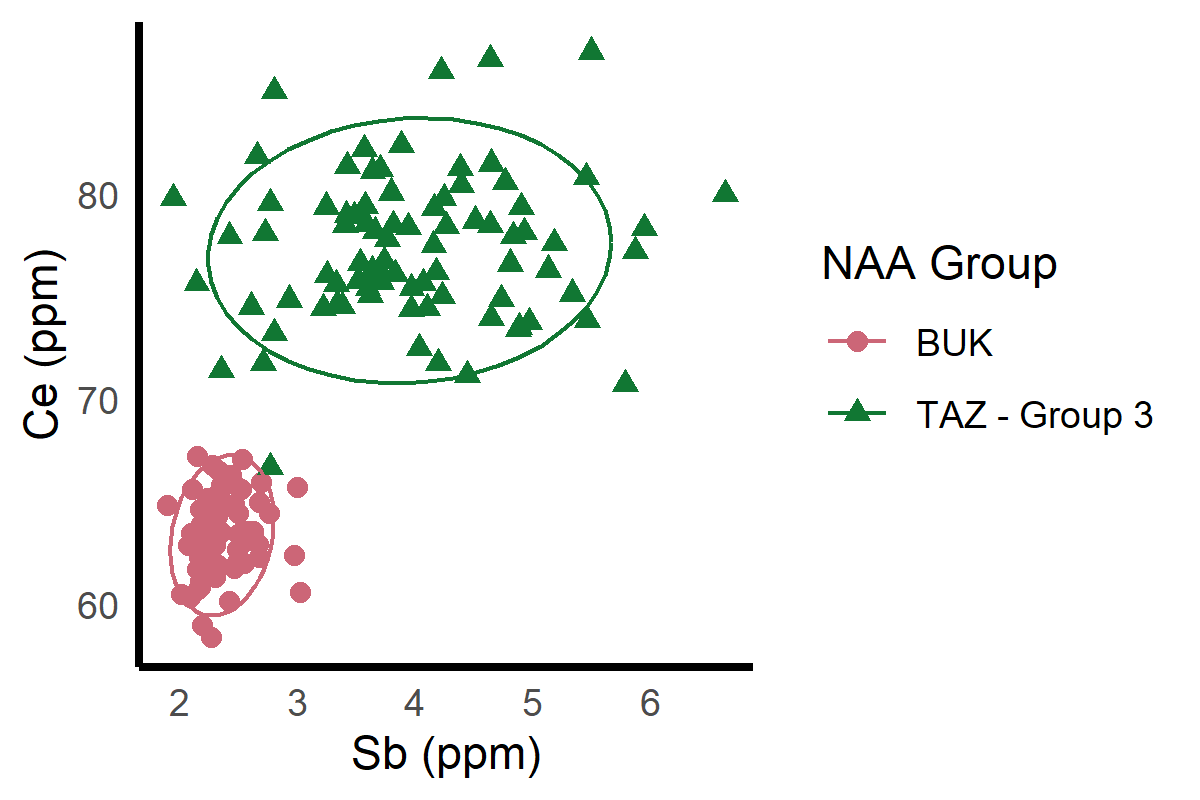 Ce (ppm)
80
70
60
2 3 4 5 6
Sb (ppm)
NAA Group
BUK
TAZ - Group 3